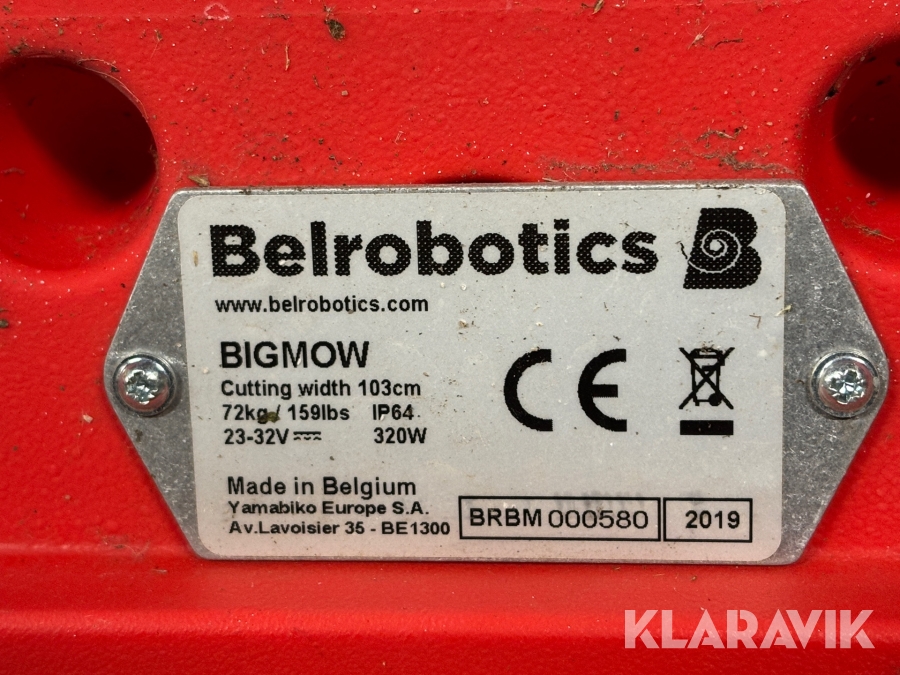 Belrobotics B
www.belrobotics.com
BIGMOW
Cutting width 103cm
72kg / 159lbs IP64
23-32V⎓ 320W
CE
Made in Belgium
Yamabiko Europe S.A.
Av.Lavoisier 35 - BE1300
BRBM 000580 2019
KLARAVIK